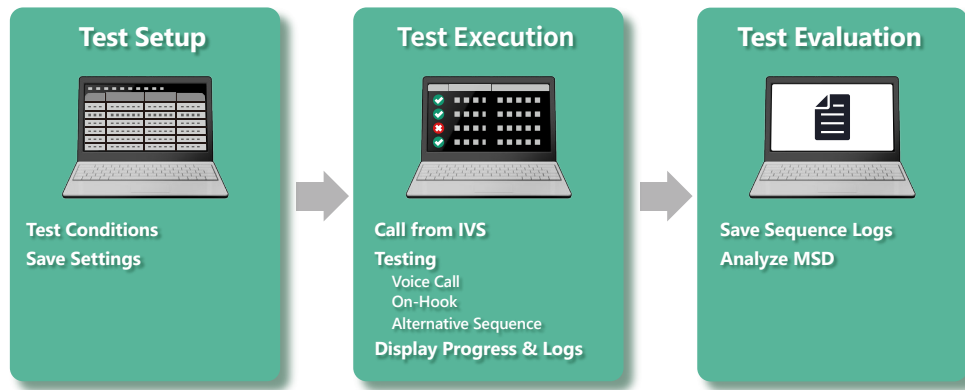 Test Setup
Test Conditions
Save Settings
Test Execution
Call from IVS
Testing
Voice Call
On-Hook
Alternative Sequence
Display Progress & Logs
Test Evaluation
Save Sequence Logs
Analyze MSD